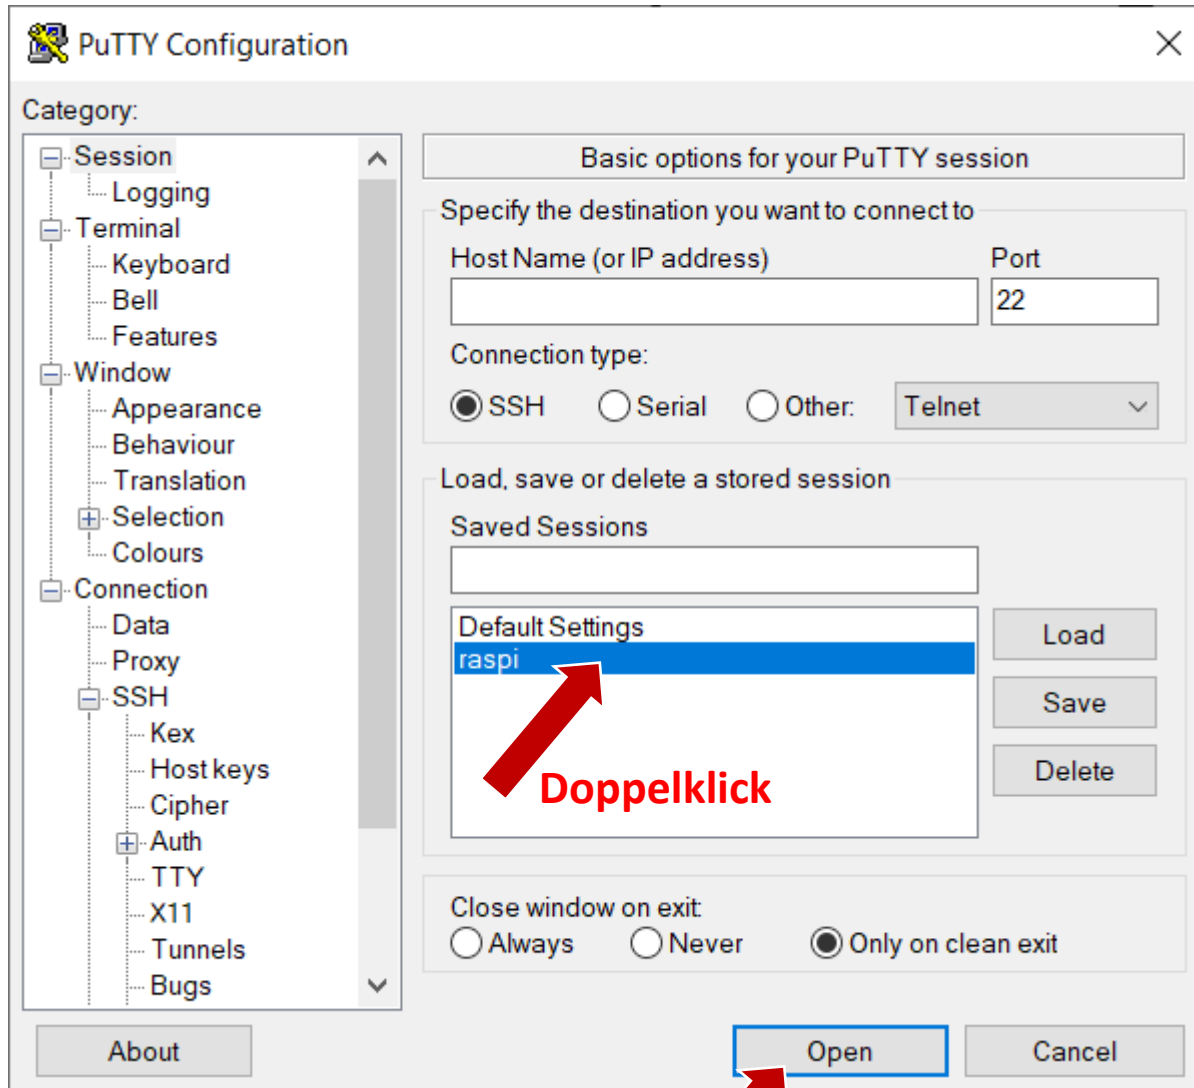 PuTTY Configuration
Category:
Session
Logging
Terminal
Keyboard
Bell
Features
Window
Appearance
Behaviour
Translation
Selection
Colours
Connection
Data
Proxy
SSH
Kex
Host keys
Cipher
Auth
TTY
X11
Tunnels
Bugs
Basic options for your PuTTY session
Specify the destination you want to connect to
Host Name (or IP address) Port
22
Connection type:
SSH Serial Other: Telnet
Load, save or delete a stored session
Saved Sessions
Default Settings
raspi
Doppelklick
Load
Save
Delete
Close window on exit:
Always Never Only on clean exit
About Open Cancel